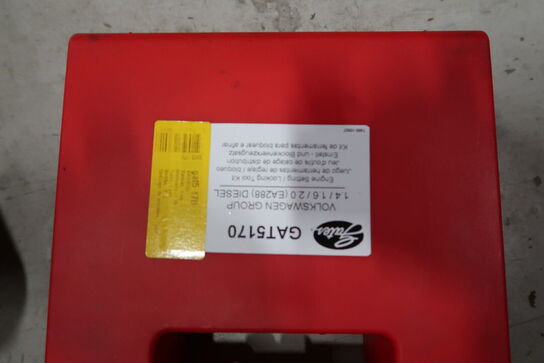 Gates
GAT5170
VOLKSWAGEN GROUP
1.4 / 1.6 / 2.0 (EA288) DIESEL
Engine Setting / Locking Tool Kit
Juego de herramientas de reglaje / bloqueo
Jeu d'outils de calage de distribution
Einstell - und Blockierwerkzeugsatz
Kit de ferramentas para bloquear e afinar